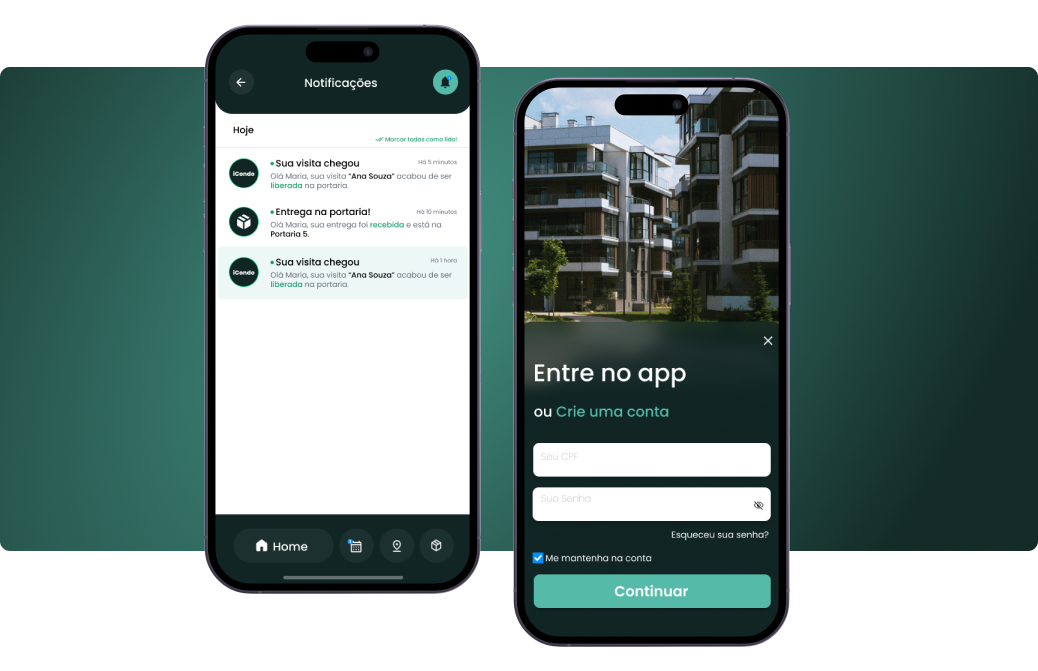 Notificações
Hoje
Marcar todos como lido!
iCondo
Sua visita chegou
Há 5 minutos
Olá Maria, sua visita "Ana Souza" acabou de ser
liberada na portaria.
Entrega na portaria!
Há 10 minutos
Olá Maria, sua entrega foi recebida e está na
Portaria 5.
iCondo
Sua visita chegou
Há 1 hora
Olá Maria, sua visita "Ana Souza" acabou de ser
liberada na portaria.
Home
Entre no app
ou Crie uma conta
Seu CPF
Sua Senha
Esqueceu sua senha?
Me mantenha na conta
Continuar